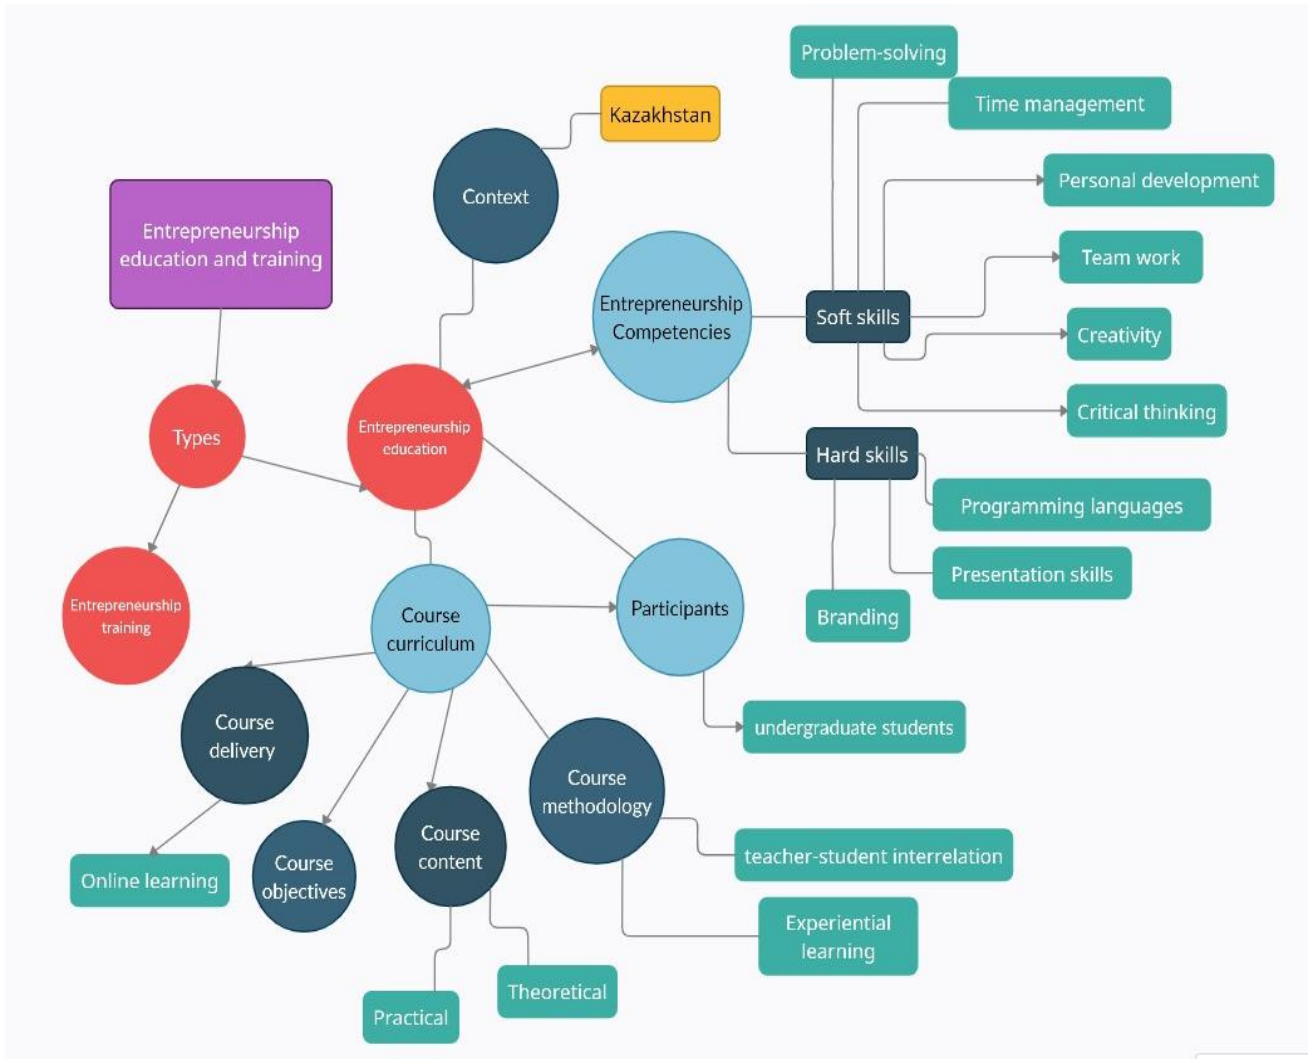 Problem-solving
Time management
Kazakhstan
Personal development
Context
Entrepreneurship
education and training
Team work
Entrepreneurship
Competencies
Soft skills
Creativity
Critical thinking
Types
Entrepreneurship
education
Hard skills
Programming languages
Presentation skills
Branding
Entrepreneurship
training
Course
curriculum
Participants
undergraduate students
Course
delivery
Course
methodology
Course
content
teacher-student interrelation
Online learning
Course
objectives
Experiential
learning
Theoretical
Practical